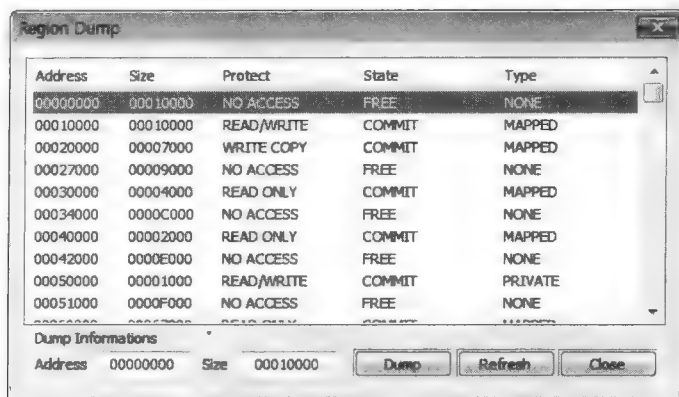 Region Dump
Address Size Protect State Type
00000000 00010000 NO ACCESS FREE NONE
00010000 00010000 READ/WRITE COMMIT MAPPED
00020000 00007000 WRITE COPY COMMIT MAPPED
00027000 00009000 NO ACCESS FREE NONE
00030000 00004000 READ ONLY COMMIT MAPPED
00034000 0000C000 NO ACCESS FREE NONE
00040000 00002000 READ ONLY COMMIT MAPPED
00042000 0000E000 NO ACCESS FREE NONE
00050000 00001000 READ/WRITE COMMIT PRIVATE
00051000 0000F000 NO ACCESS FREE NONE
Dump Informations
Address 00000000 Size 00010000 Dump Refresh Close